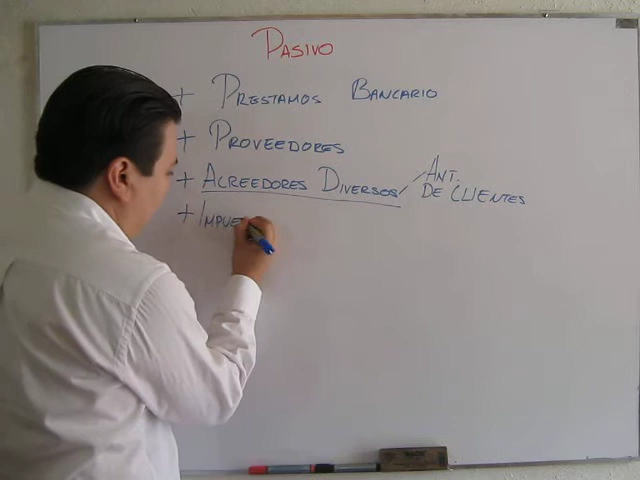 PASIVO
+ PRESTAMOS BANCARIO
+ PROVEEDORES
+ ACREEDORES DIVERSOS / ANT. DE CLIENTES
+ IMPUE